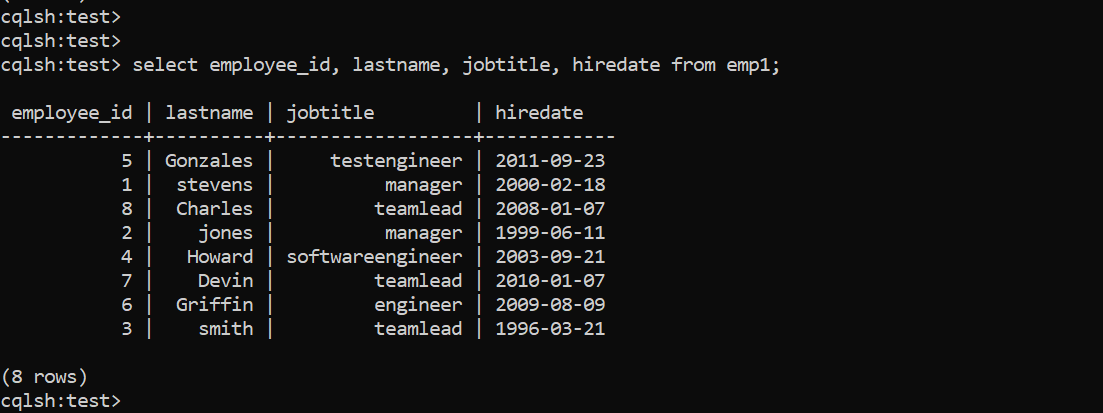 cqlsh:test>
cqlsh:test>
cqlsh:test> select employee_id, lastname, jobtitle, hiredate from emp1;
 employee_id | lastname | jobtitle         | hiredate
-------------+----------+------------------+------------
           5 | Gonzales |     testengineer | 2011-09-23
           1 |  stevens |          manager | 2000-02-18
           8 |  Charles |         teamlead | 2008-01-07
           2 |    jones |          manager | 1999-06-11
           4 |   Howard | softwareengineer | 2003-09-21
           7 |    Devin |         teamlead | 2010-01-07
           6 |  Griffin |         engineer | 2009-08-09
           3 |    smith |         teamlead | 1996-03-21
(8 rows)
cqlsh:test>